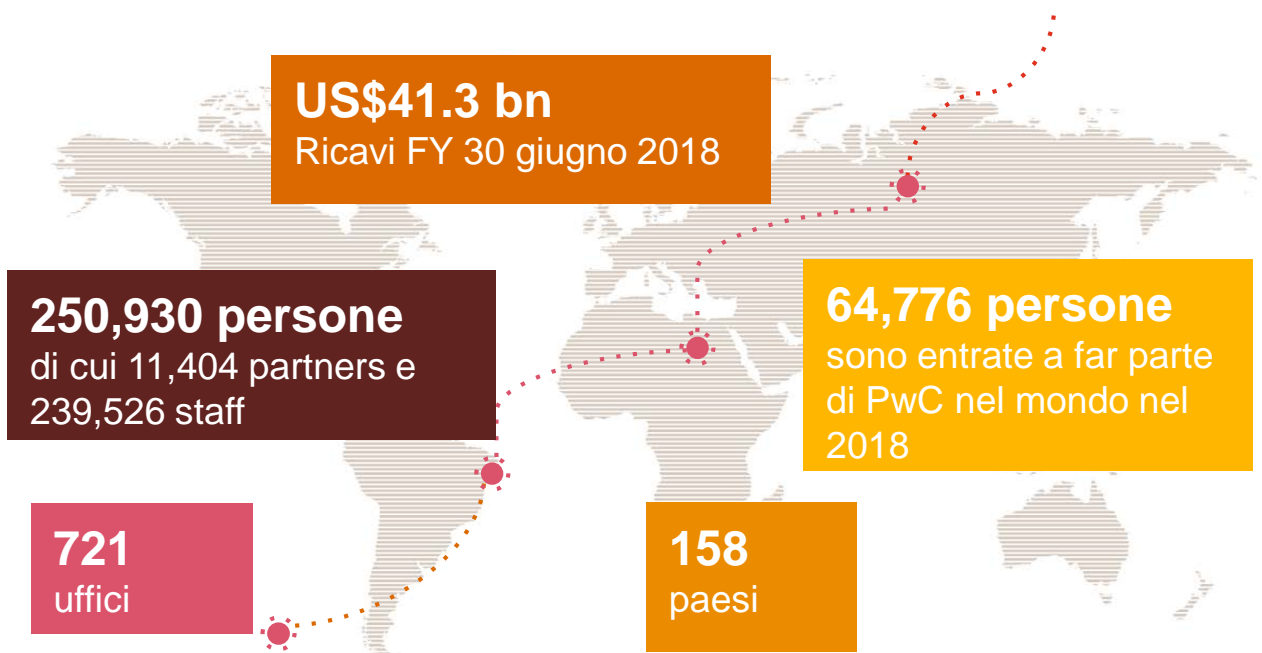 US$41.3 bn
Ricavi FY 30 giugno 2018
250,930 persone
di cui 11,404 partners e
239,526 staff
64,776 persone
sono entrate a far parte
di PwC nel mondo nel
2018
721
uffici
158
paesi